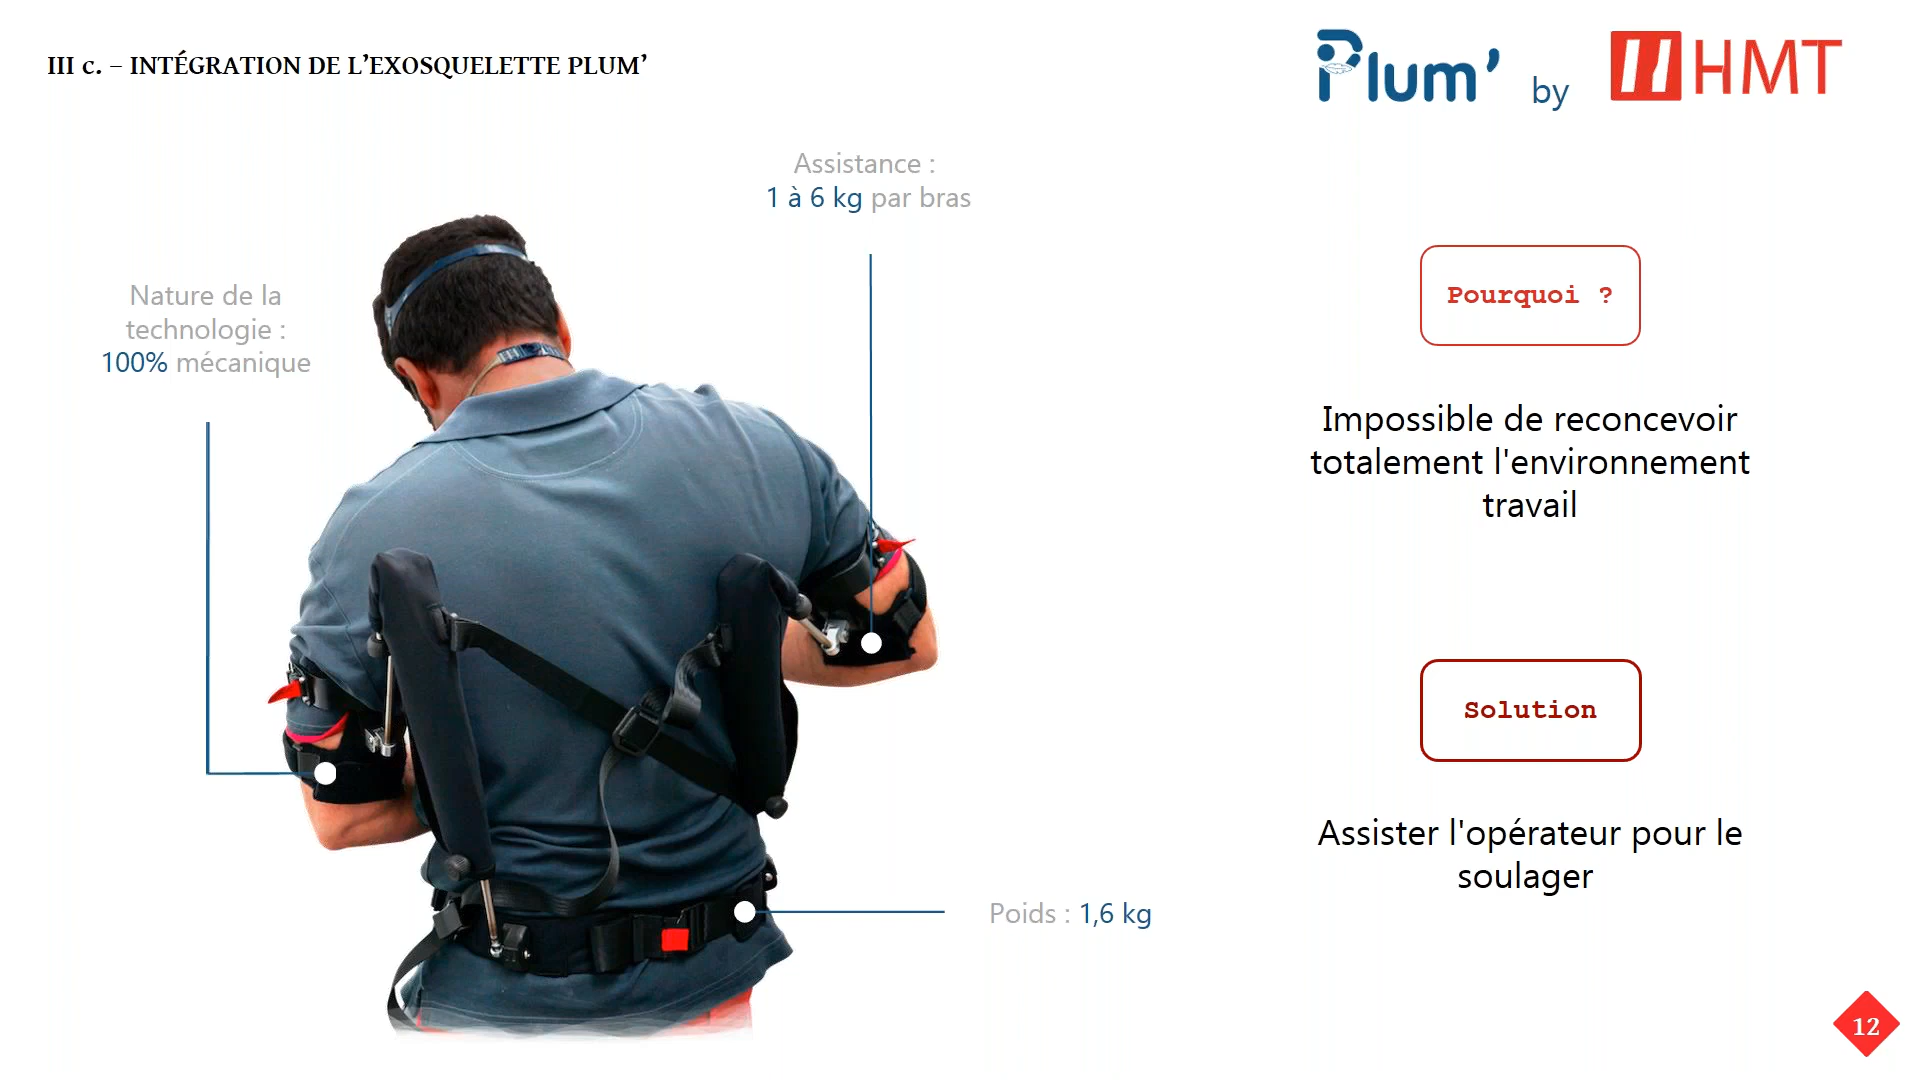 III c. – INTÉGRATION DE L’EXOSQUELETTE PLUM’
Plum’ by HMT
Assistance :
1 à 6 kg par bras
Nature de la
technologie :
100% mécanique
Pourquoi ?
Impossible de reconcevoir
totalement l'environnement
travail
Solution
Assister l'opérateur pour le
soulager
Poids : 1,6 kg
12